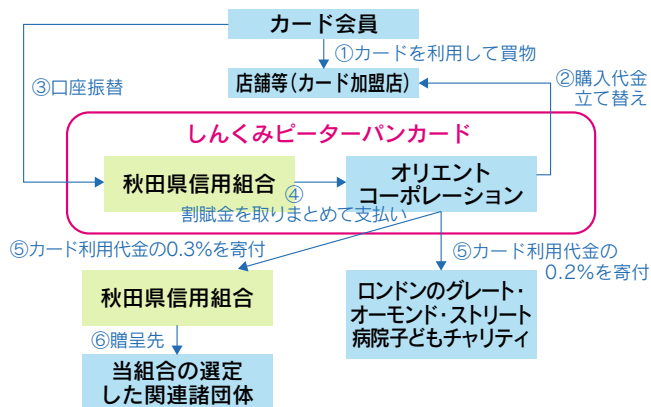 カード会員
①カードを利用して買物
店舗等(カード加盟店)
②購入代金
立て替え
③口座振替
しんくみピーターパンカード
秋田県信用組合
④
割賦金を取りまとめて支払い
オリエント
コーポレーション
⑤カード利用代金の0.3%を寄付
⑤カード利用代金の
0.2%を寄付
秋田県信用組合
ロンドンのグレート・
オーモンド・ストリート
病院子どもチャリティ
⑥贈呈先
当組合の選定
した関連諸団体